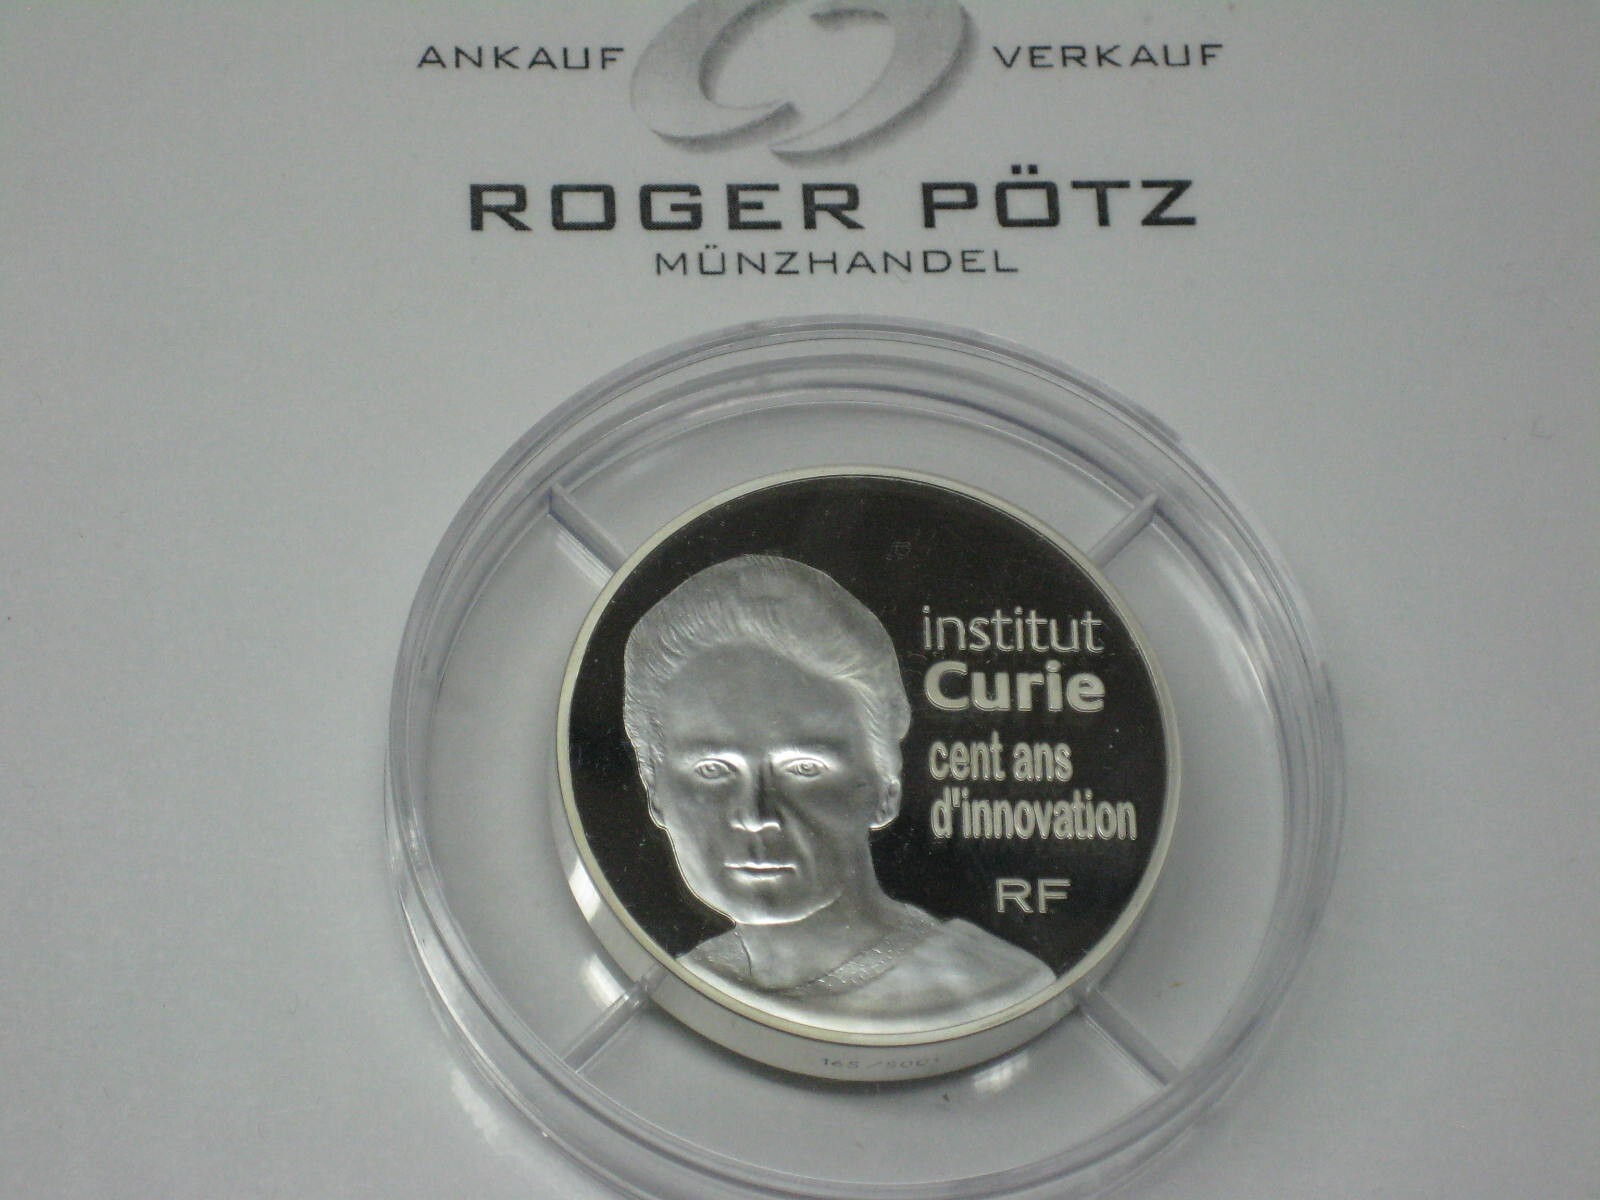 ANKAUF VERKAUF
ROGER PÖTZ
MÜNZHANDEL
institut
Curie
cent ans
d'innovation
RF